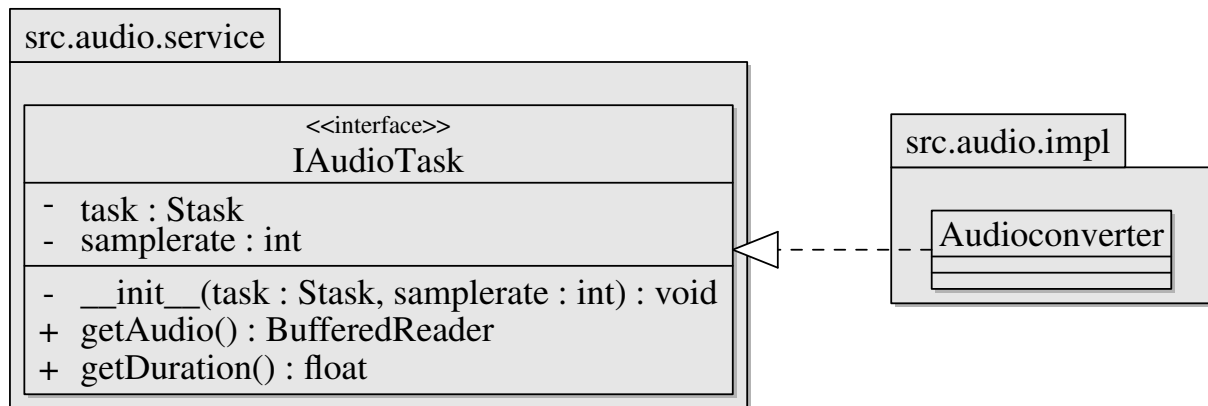 src.audio.service
<<interface>>
IAudioTask
- task : Stask
- samplerate : int
- __init__(task : Stask, samplerate : int) : void
+ getAudio() : BufferedReader
+ getDuration() : float
src.audio.impl
Audioconverter